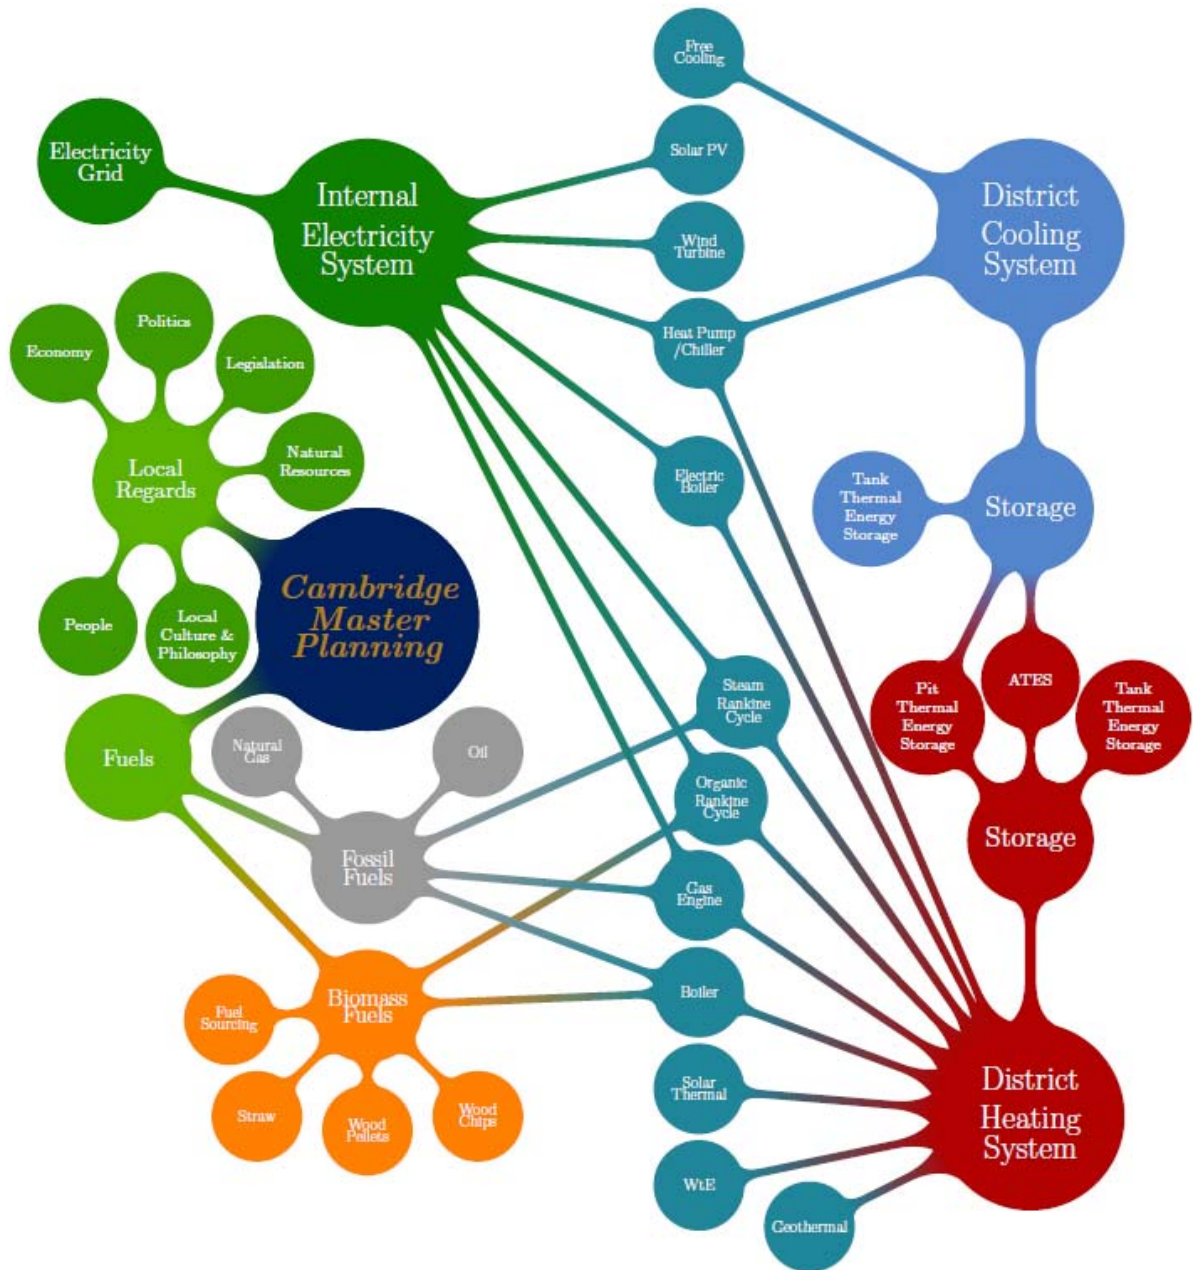 Free
Cooling
Electricity
Grid
Internal
Electricity
System
Solar PV
Wind
Turbine
Heat Pump
/Chiller
District
Cooling
System
Politics
Economy
Legislation
Natural
Resources
Local
Regards
People
Local
Culture &
Philosophy
Cambridge
Master
Planning
Electric
Boiler
Tank
Thermal
Energy
Storage
Storage
Pit
Thermal
Energy
Storage
ATES
Tank
Thermal
Energy
Storage
Storage
Fuels
Natural
Gas
Oil
Fossil
Fuels
Steam
Rankine
Cycle
Organic
Rankine
Cycle
Gas
Engine
Boiler
Biomass
Fuels
Fuel
Sourcing
Straw
Wood
Pellets
Wood
Chips
Solar
Thermal
WtE
Geothermal
District
Heating
System